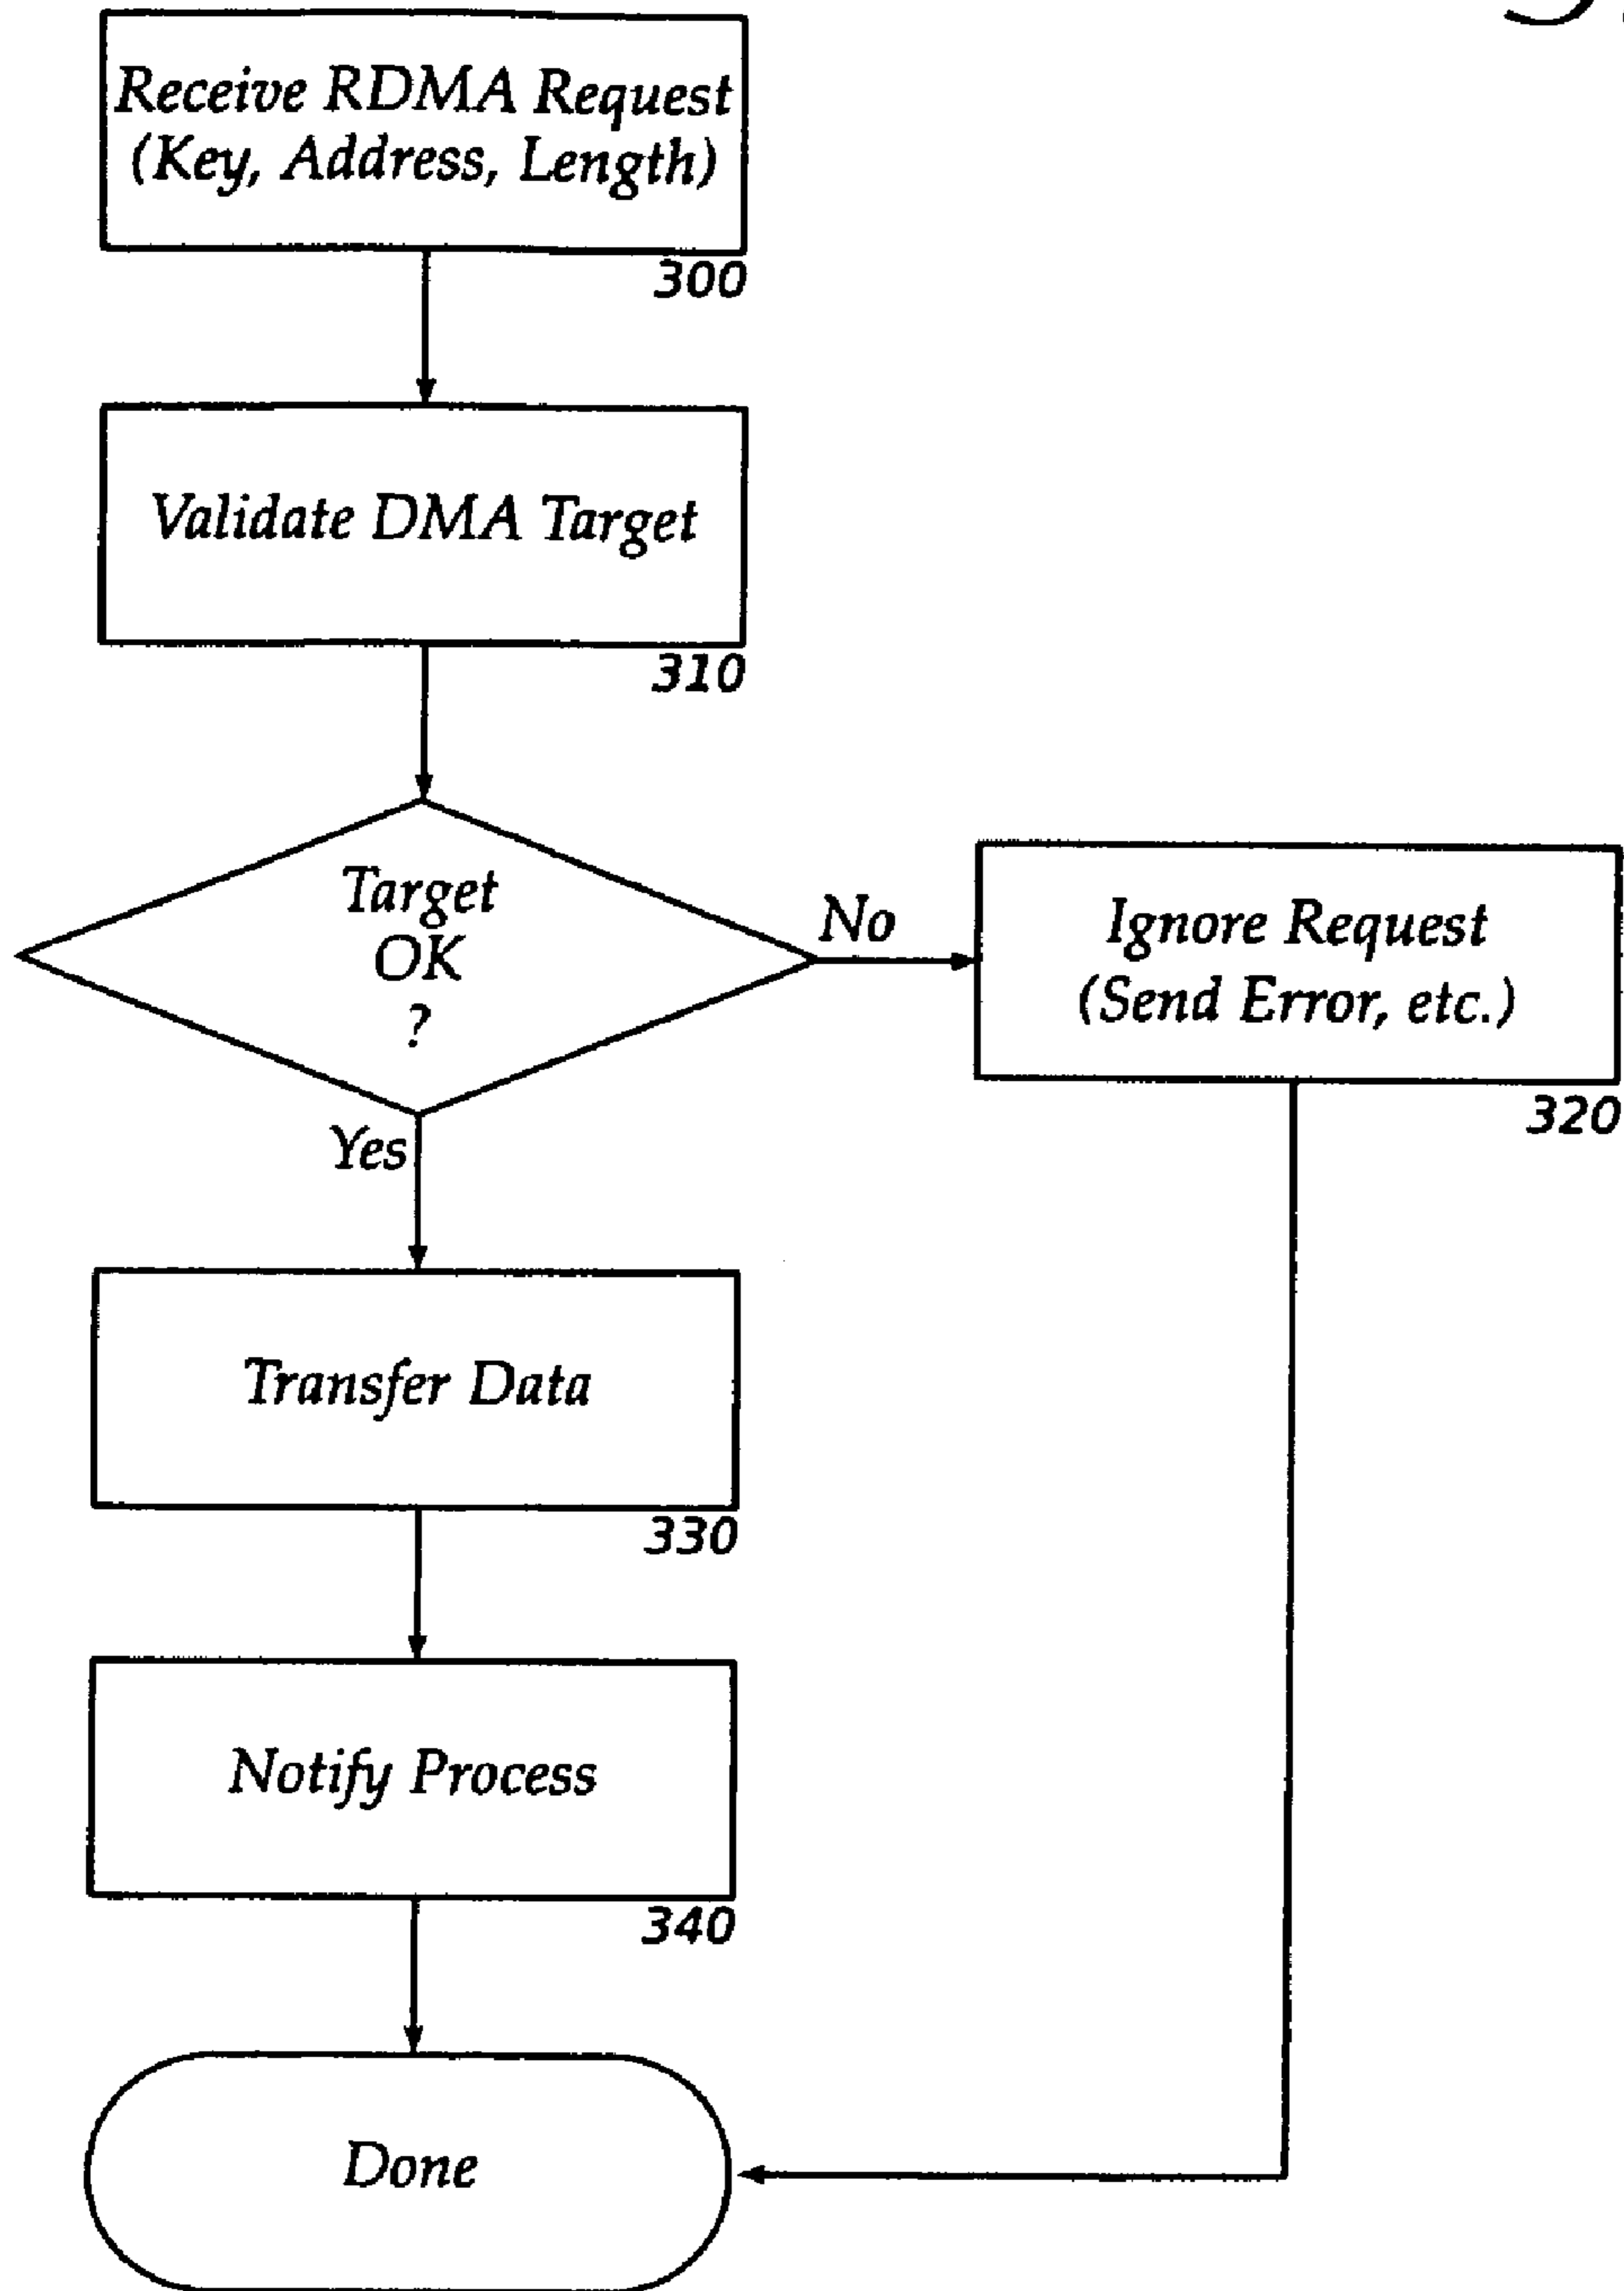 Receive RDMA Request
(Key, Address, Length)
300
Validate DMA Target
310
Target
OK
?
No
Ignore Request
(Send Error, etc.)
320
Yes
Transfer Data
330
Notify Process
340
Done